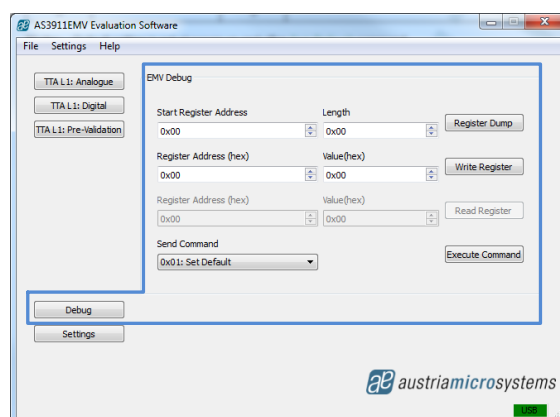 AS3911EMV Evaluation Software
File Settings Help
TTA L1: Analogue
TTA L1: Digital
TTA L1: Pre-Validation
EMV Debug
Start Register Address Length
0x00 0x00 Register Dump
Register Address (hex) Value(hex)
0x00 0x00 Write Register
Register Address (hex) Value(hex)
0x00 0x00 Read Register
Send Command
0x01: Set Default Execute Command
Debug
Settings
ae austriamicrosystems
USB